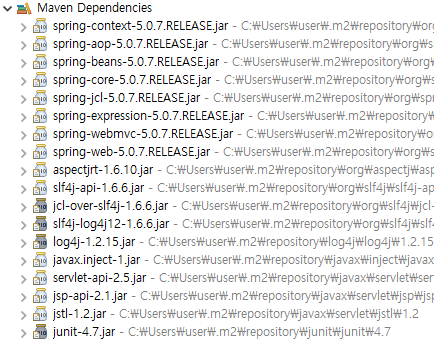 Maven Dependencies
spring-context-5.0.7.RELEASE.jar - C:₩Users₩user₩.m2₩repository₩org
spring-aop-5.0.7.RELEASE.jar - C:₩Users₩user₩.m2₩repository₩org₩s
spring-beans-5.0.7.RELEASE.jar - C:₩Users₩user₩.m2₩repository₩org₩
spring-core-5.0.7.RELEASE.jar - C:₩Users₩user₩.m2₩repository₩org₩s
spring-jcl-5.0.7.RELEASE.jar - C:₩Users₩user₩.m2₩repository₩org₩spr
spring-expression-5.0.7.RELEASE.jar - C:₩Users₩user₩.m2₩repository₩
spring-webmvc-5.0.7.RELEASE.jar - C:₩Users₩user₩.m2₩repository₩or
spring-web-5.0.7.RELEASE.jar - C:₩Users₩user₩.m2₩repository₩org₩s
aspectjrt-1.6.10.jar - C:₩Users₩user₩.m2₩repository₩org₩aspectj₩asp
slf4j-api-1.6.6.jar - C:₩Users₩user₩.m2₩repository₩org₩slf4j₩slf4j-ap
jcl-over-slf4j-1.6.6.jar - C:₩Users₩user₩.m2₩repository₩org₩slf4j₩jcl
slf4j-log4j12-1.6.6.jar - C:₩Users₩user₩.m2₩repository₩org₩slf4j₩slf4
log4j-1.2.15.jar - C:₩Users₩user₩.m2₩repository₩log4j₩log4j₩1.2.15
javax.inject-1.jar - C:₩Users₩user₩.m2₩repository₩javax₩inject₩javax
servlet-api-2.5.jar - C:₩Users₩user₩.m2₩repository₩javax₩servlet₩ser
jsp-api-2.1.jar - C:₩Users₩user₩.m2₩repository₩javax₩servlet₩jsp₩jsp
jstl-1.2.jar - C:₩Users₩user₩.m2₩repository₩javax₩servlet₩jstl₩1.2
junit-4.7.jar - C:₩Users₩user₩.m2₩repository₩junit₩junit₩4.7